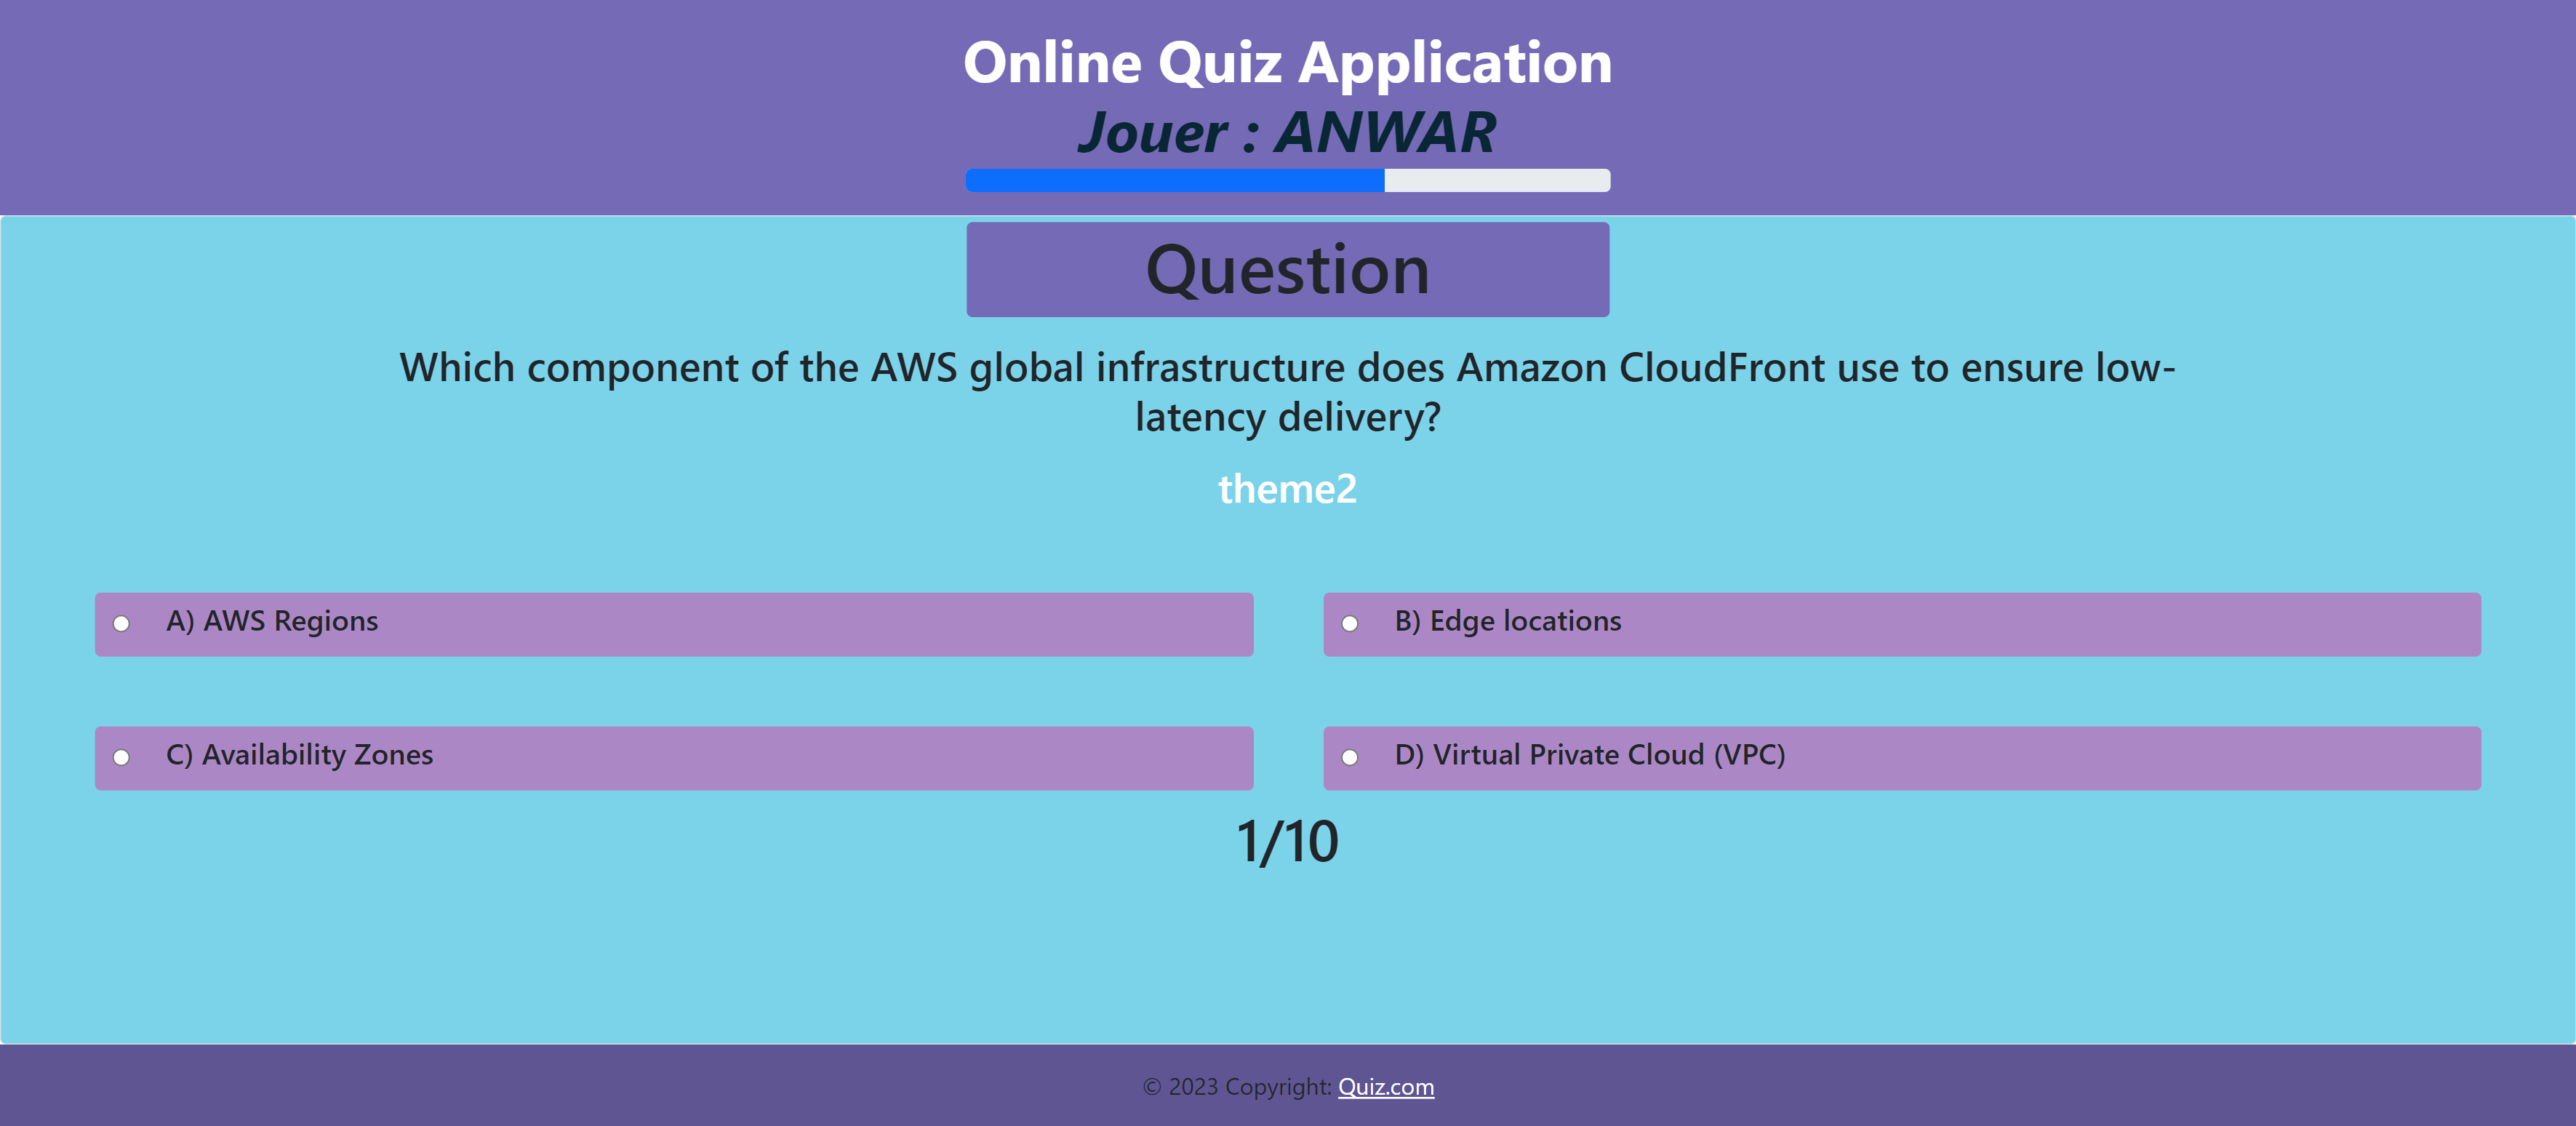 Online Quiz Application
Jouer : ANWAR
Question
Which component of the AWS global infrastructure does Amazon CloudFront use to ensure low-
latency delivery?
theme2
A) AWS Regions
B) Edge locations
C) Availability Zones
D) Virtual Private Cloud (VPC)
1/10
© 2023 Copyright: Quiz.com